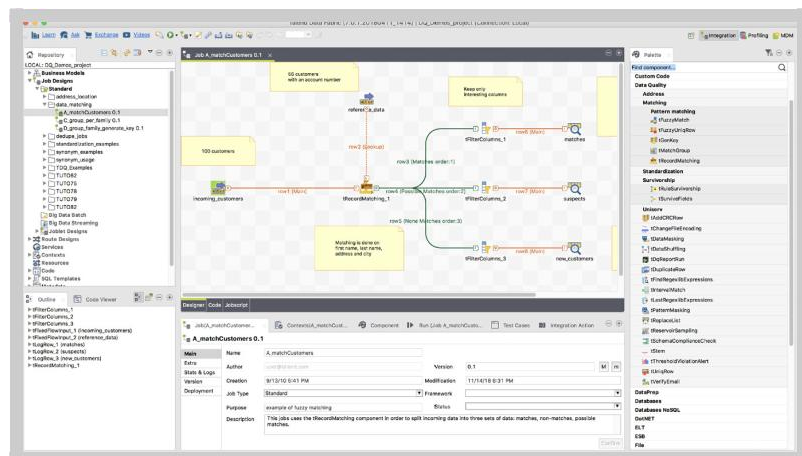 Talend Data Fabric (7.0.1.20180411_1414) | DQ_Demos_project (Connection: Local)
Learn Ask Exchange Videos
Integration Profiling MDM
Repository
LOCAL: DQ_Demos_project
Business Models
Job Designs
Standard
address_location
data_matching
A_matchCustomers 0.1
C_group_per_family 0.1
D_group_family_generate_key 0.1
dedupe_jobs
standardization_examples
synonym_examples
synonym_usage
TDQ_Examples
TUTO62
TUTO75
TUTO78
TUTO79
TUTO82
Big Data Batch
Big Data Streaming
Joblet Designs
Route Designs
Services
Contexts
Resources
Code
SQL Templates
Metadata
Outline Code Viewer
tFilterColumns_1
tFilterColumns_2
tFilterColumns_3
tFixedFlowInput_1 (incoming_customers)
tFixedFlowInput_2 (reference_data)
tLogRow_1 (matches)
tLogRow_2 (suspects)
tLogRow_3 (new_customers)
tRecordMatching_1
Job A_matchCustomers 0.1
66 customers
with an account number
reference_data
Keep only
interesting columns
100 customers
row2 (Lookup)
row3 (Matches order:1)
tFilterColumns_1
row6 (Main)
matches
incoming_customers
row1 (Main)
tRecordMatching_1
row4 (Possible Matches order:2)
tFilterColumns_2
row7 (Main)
suspects
row5 (None Matches order:3)
Matching is done on
first name, last name,
address and city
tFilterColumns_3
row8 (Main)
new_customers
Designer Code Jobscript
Job(A_matchCustomer... Contexts(A_matchCust... Component Run (Job A_matchCusto... Test Cases Integration Action
A_matchCustomers 0.1
Main
Extra
Stats & Logs
Version
Deployment
Name A_matchCustomers
Author Version 0.1 M m
Creation 9/13/10 6:41 PM Modification 11/14/16 6:31 PM
Job Type Standard Framework
Purpose example of fuzzy matching Status
Description This jobs uses the tRecordMatching component in order to split incoming data into three sets of data: matches, non-matches, possible
matches.
Confirm
Palette
Find component...
Custom Code
Data Quality
Address
Matching
Pattern matching
tFuzzyMatch
tFuzzyUniqRow
tGenKey
tMatchGroup
tRecordMatching
Standardization
Survivorship
tRuleSurvivorship
tSurviveFields
Uniserv
tAddCRCRow
tChangeFileEncoding
tDataMasking
tDataShuffling
tDqReportRun
tDuplicateRow
tFindRegexlibExpressions
tIntervalMatch
tLastRegexlibExpressions
tPatternMasking
tReplaceList
tReservoirSampling
tSchemaComplianceCheck
tStem
tThresholdViolationAlert
tUniqRow
tVerifyEmail
DataPrep
Databases
Databases NoSQL
DotNET
ELT
ESB
File